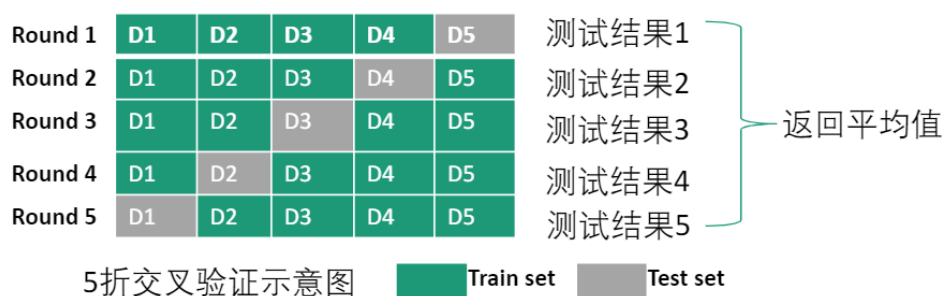 Round 1 D1 D2 D3 D4 D5 测试结果1
Round 2 D1 D2 D3 D4 D5 测试结果2
Round 3 D1 D2 D3 D4 D5 测试结果3
返回平均值
Round 4 D1 D2 D3 D4 D5 测试结果4
Round 5 D1 D2 D3 D4 D5 测试结果5
5折交叉验证示意图 Train set Test set